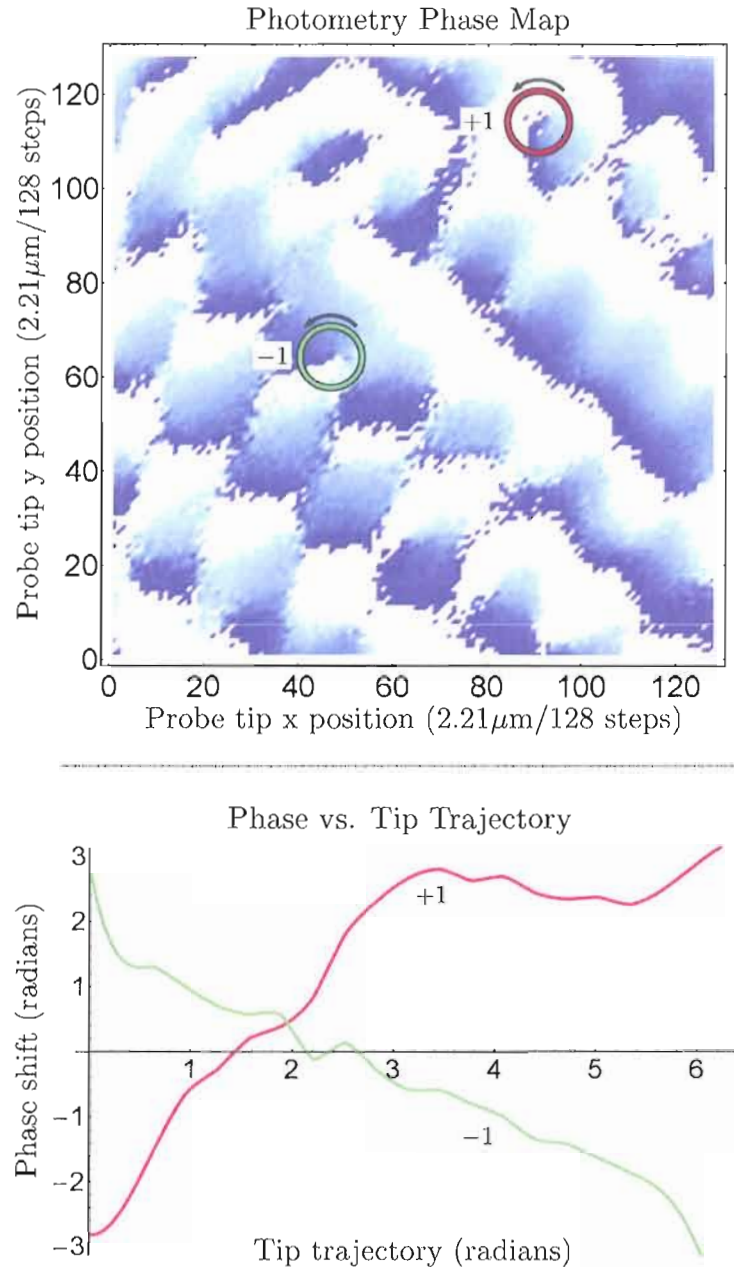 Photometry Phase Map
Probe tip y position (2.21μm/128 steps)
120
100
80
60
40
20
0
+1
−1
0 20 40 60 80 100 120
Probe tip x position (2.21μm/128 steps)
Phase vs. Tip Trajectory
Phase shift (radians)
3
2
1
−1
−2
−3
1 2 3 4 5 6
+1
−1
Tip trajectory (radians)